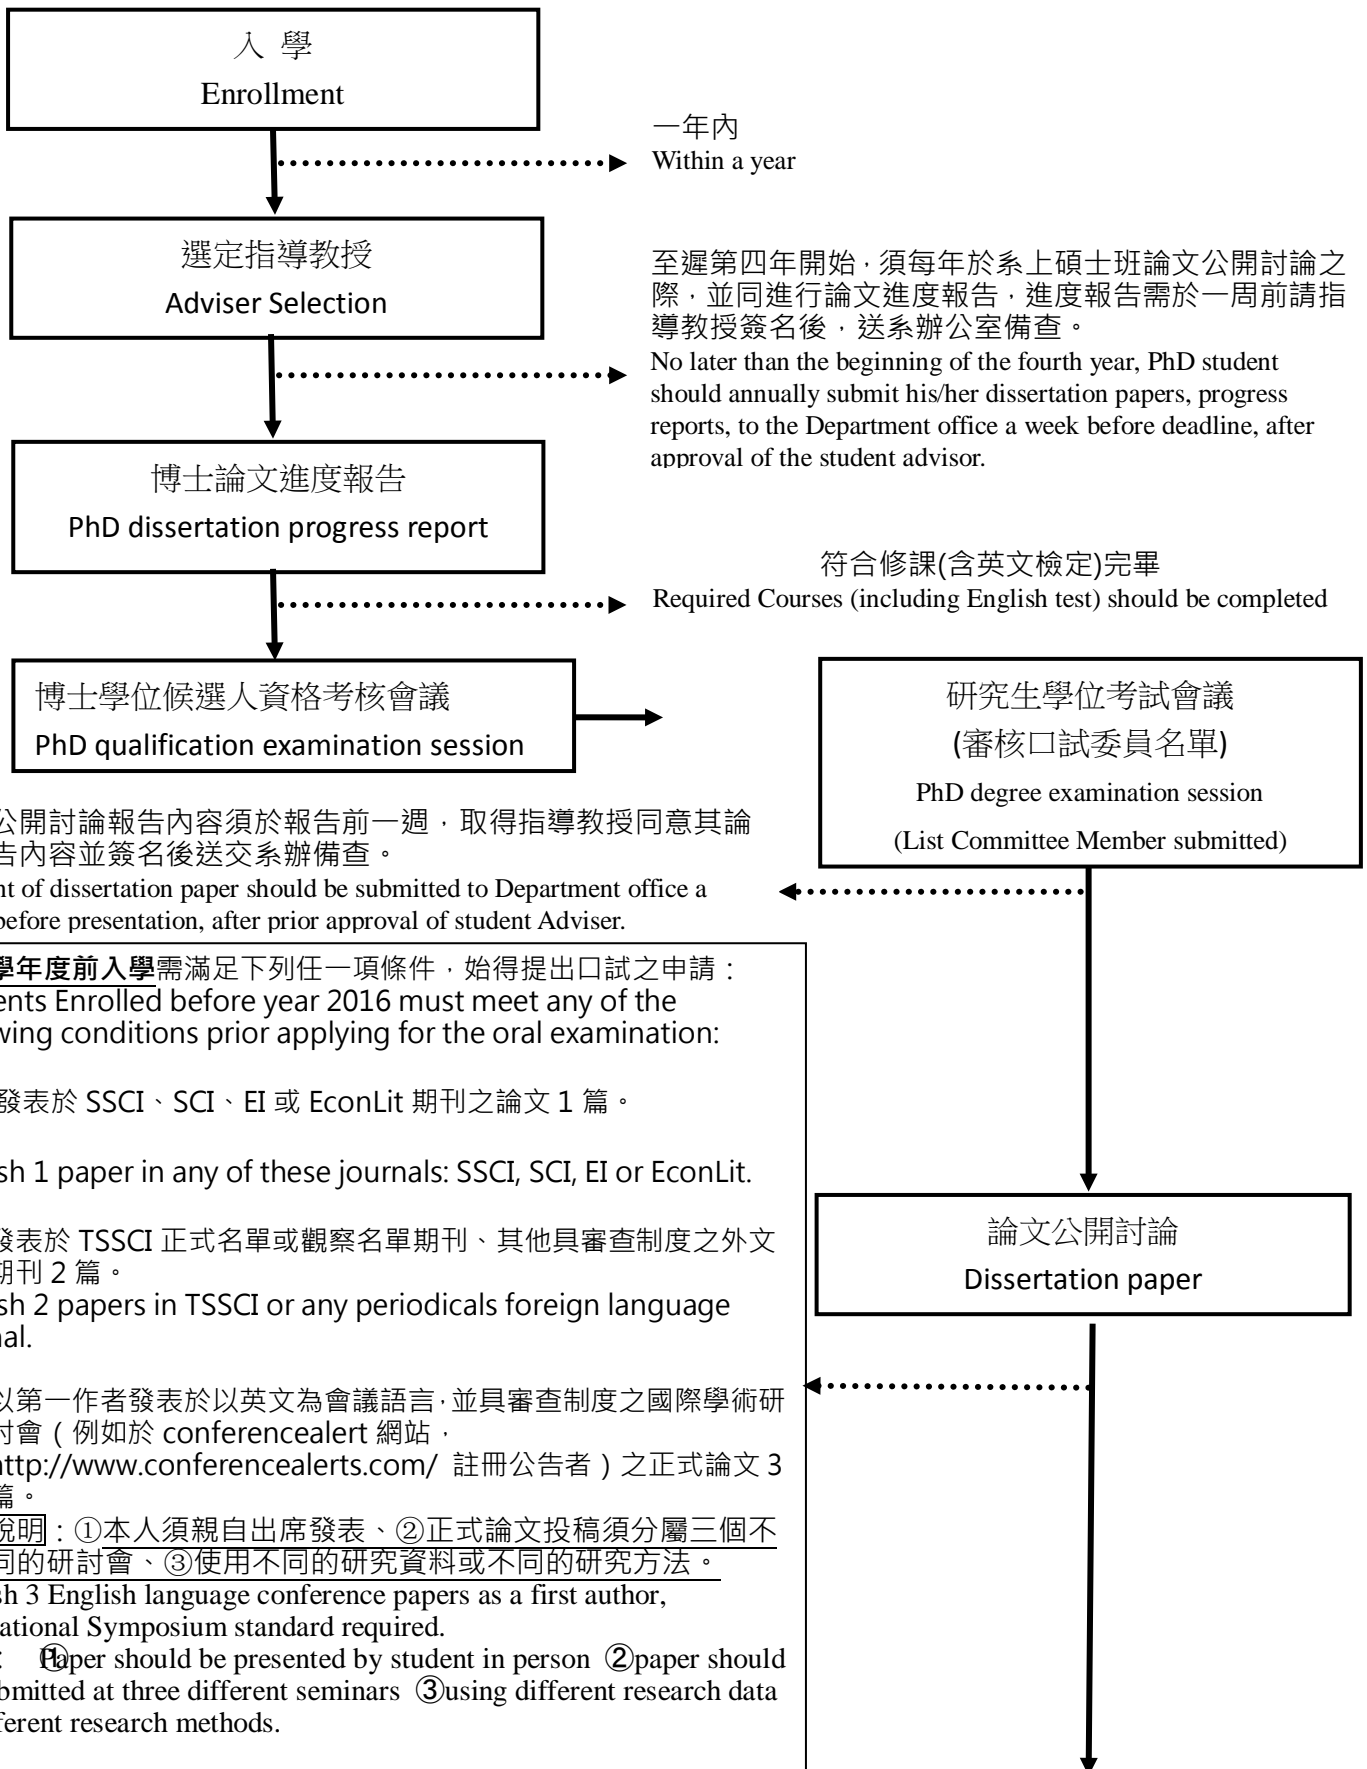 入 學
Enrollment
一年內
Within a year
選定指導教授
Adviser Selection
至遲第四年開始，須每年於系上碩士班論文公開討論之
際，並同進行論文進度報告，進度報告需於一周前請指
導教授簽名後，送系辦公室備查。
No later than the beginning of the fourth year, PhD student
should annually submit his/her dissertation papers, progress
reports, to the Department office a week before deadline, after
approval of the student advisor.
博士論文進度報告
PhD dissertation progress report
符合修課(含英文檢定)完畢
Required Courses (including English test) should be completed
博士學位候選人資格考核會議
PhD qualification examination session
研究生學位考試會議
(審核口試委員名單)
PhD degree examination session
(List Committee Member submitted)
公開討論報告內容須於報告前一週，取得指導教授同意其論
告內容並簽名後送交系辦備查。
nt of dissertation paper should be submitted to Department office a
before presentation, after prior approval of student Adviser.
學年度前入學需滿足下列任一項條件，始得提出口試之申請：
ents Enrolled before year 2016 must meet any of the
wing conditions prior applying for the oral examination:
發表於 SSCI、SCI、EI 或 EconLit 期刊之論文 1 篇。
sh 1 paper in any of these journals: SSCI, SCI, EI or EconLit.
發表於 TSSCI 正式名單或觀察名單期刊、其他具審查制度之外文
期刊 2 篇。
sh 2 papers in TSSCI or any periodicals foreign language
nal.
論文公開討論
Dissertation paper
以第一作者發表於以英文為會議語言，並具審查制度之國際學術研
討會（例如於 conferencealert 網站，
http://www.conferencealerts.com/ 註冊公告者）之正式論文 3
篇。
說明：①本人須親自出席發表、②正式論文投稿須分屬三個不
同的研討會、③使用不同的研究資料或不同的研究方法。
sh 3 English language conference papers as a first author,
ational Symposium standard required.
: ①Paper should be presented by student in person ②paper should
bmitted at three different seminars ③using different research data
ferent research methods.